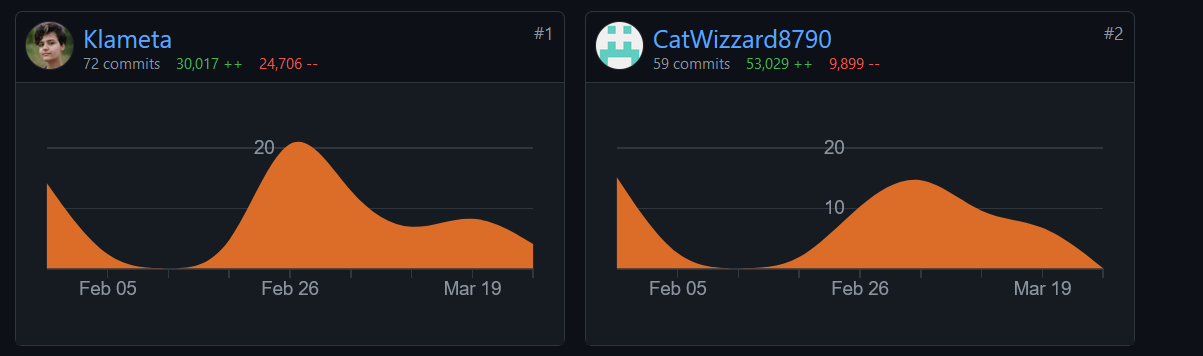 Klameta
#1
72 commits 30,017 ++ 24,706 --
20
Feb 05 Feb 26 Mar 19
CatWizzard8790
#2
59 commits 53,029 ++ 9,899 --
20
10
Feb 05 Feb 26 Mar 19